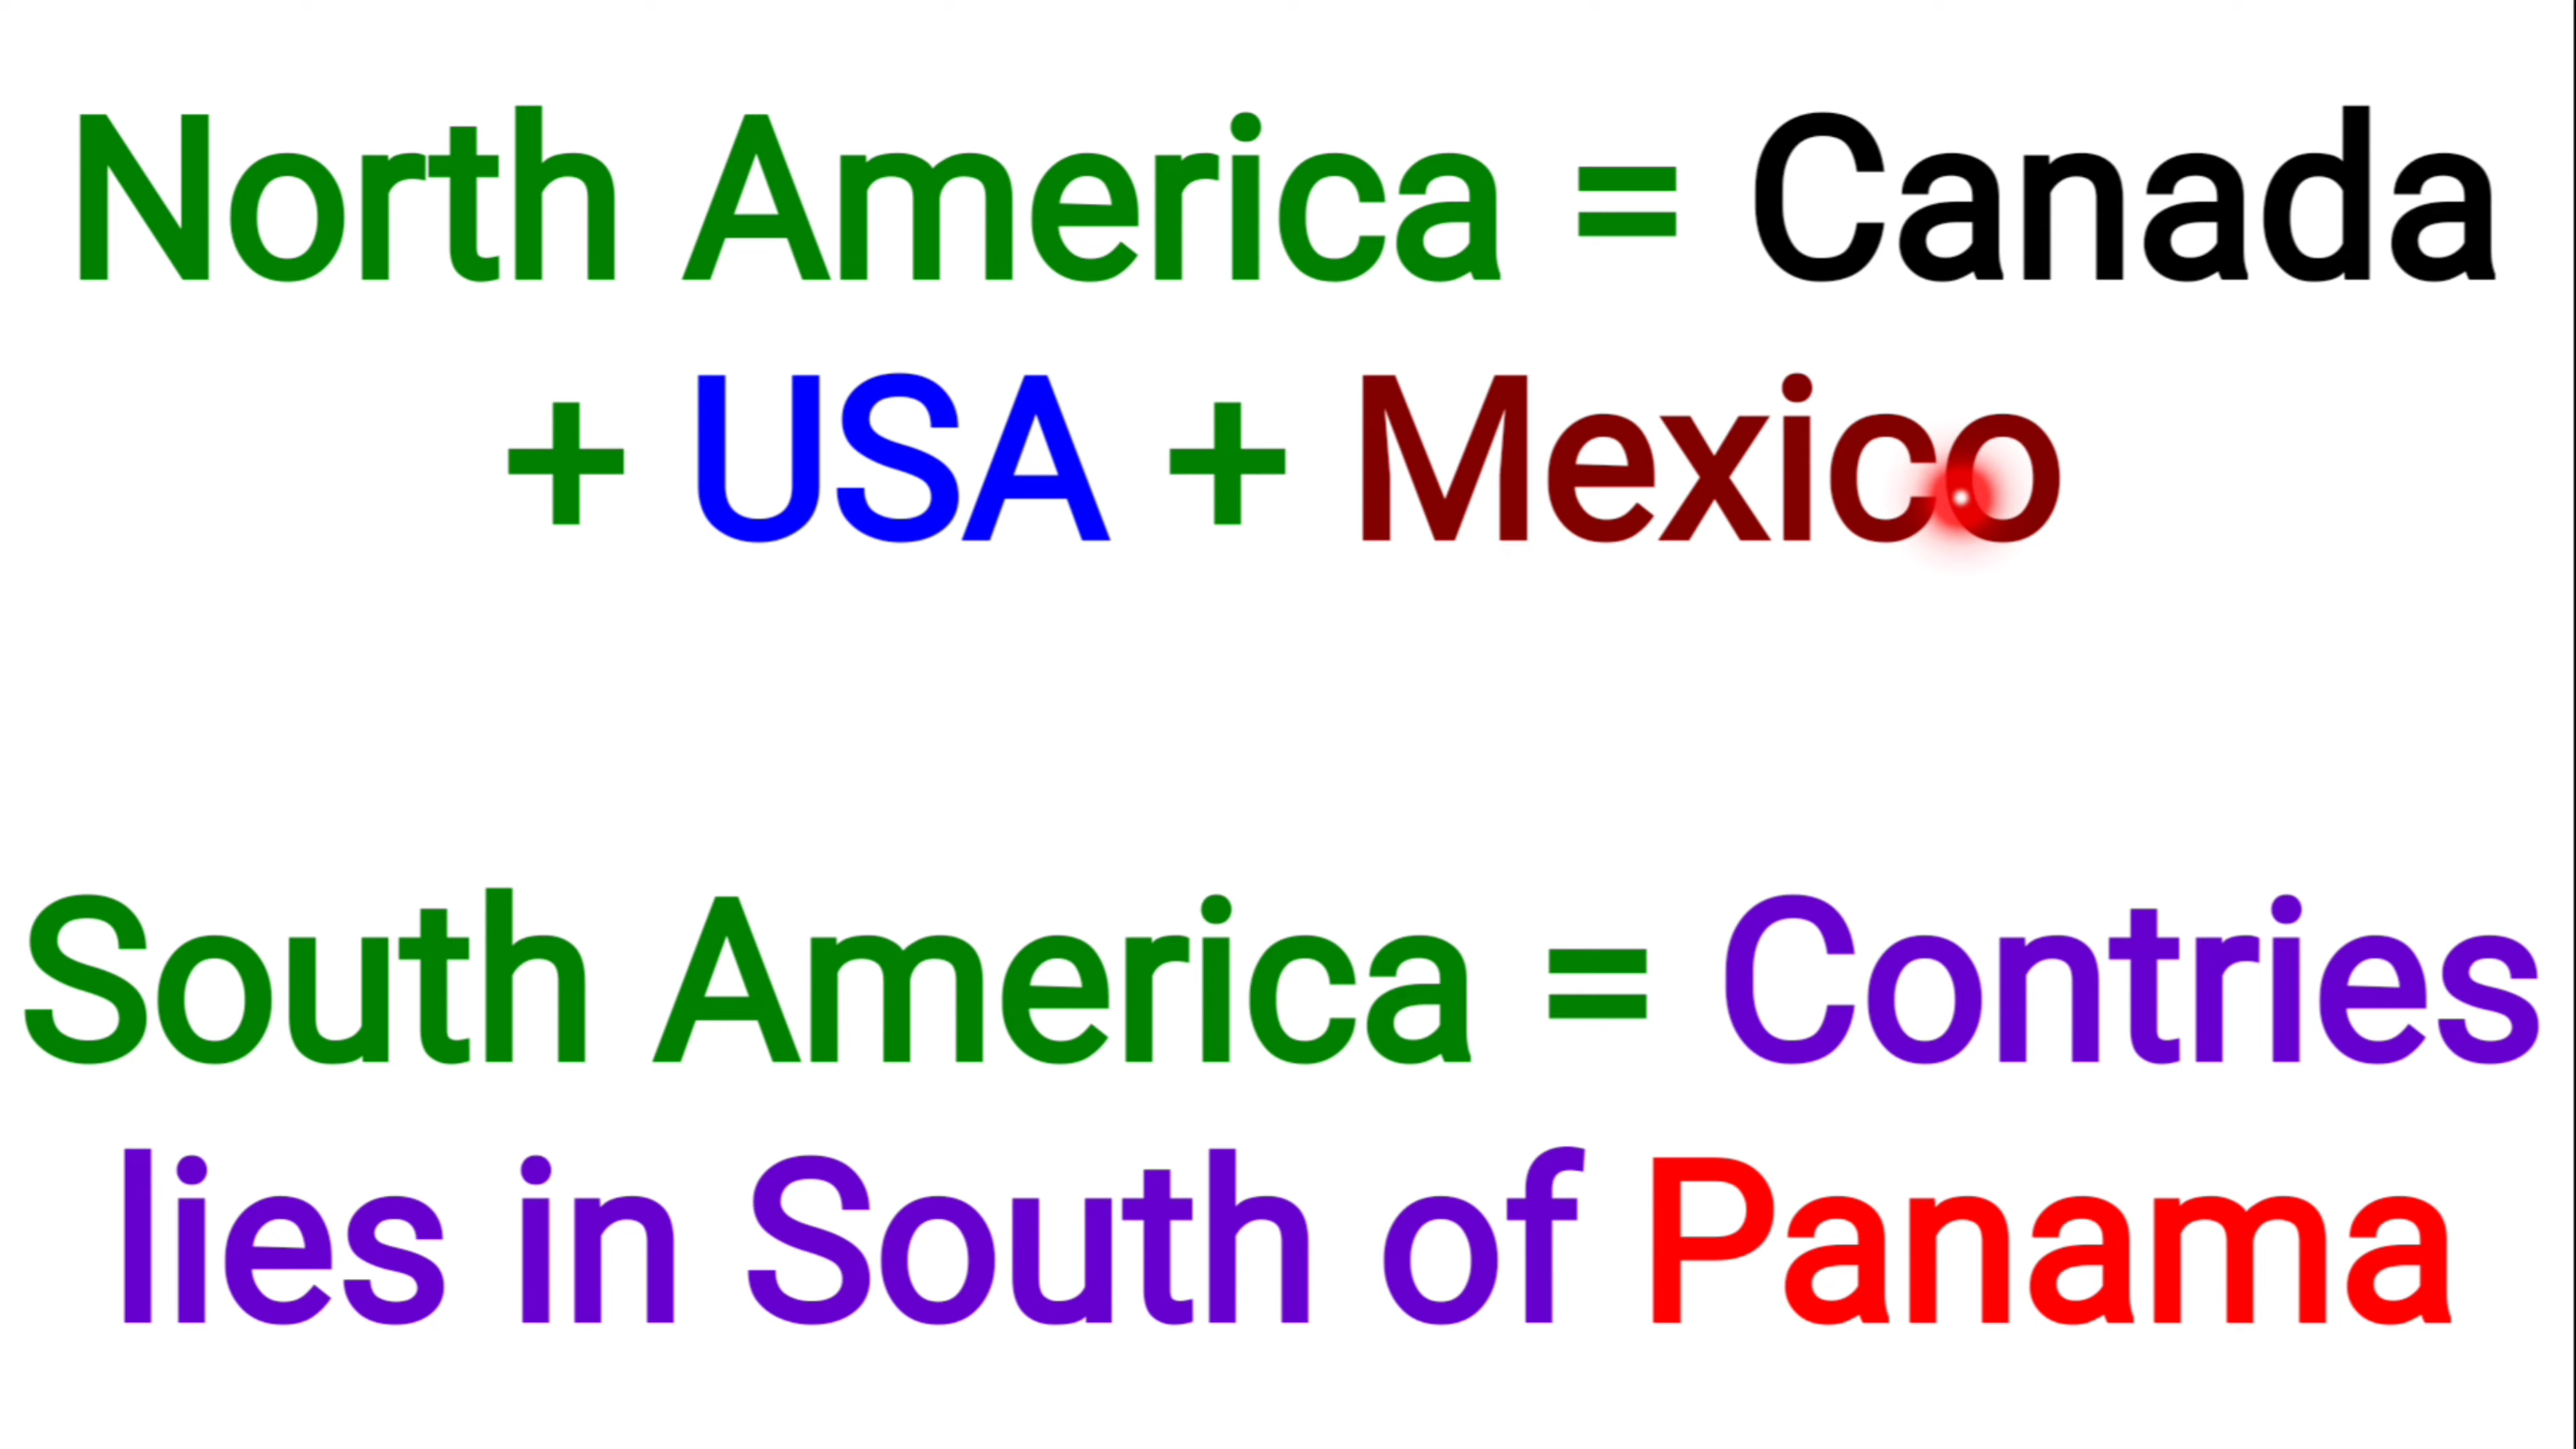 North America = Canada
+ USA + Mexico
South America = Contries
lies in South of Panama